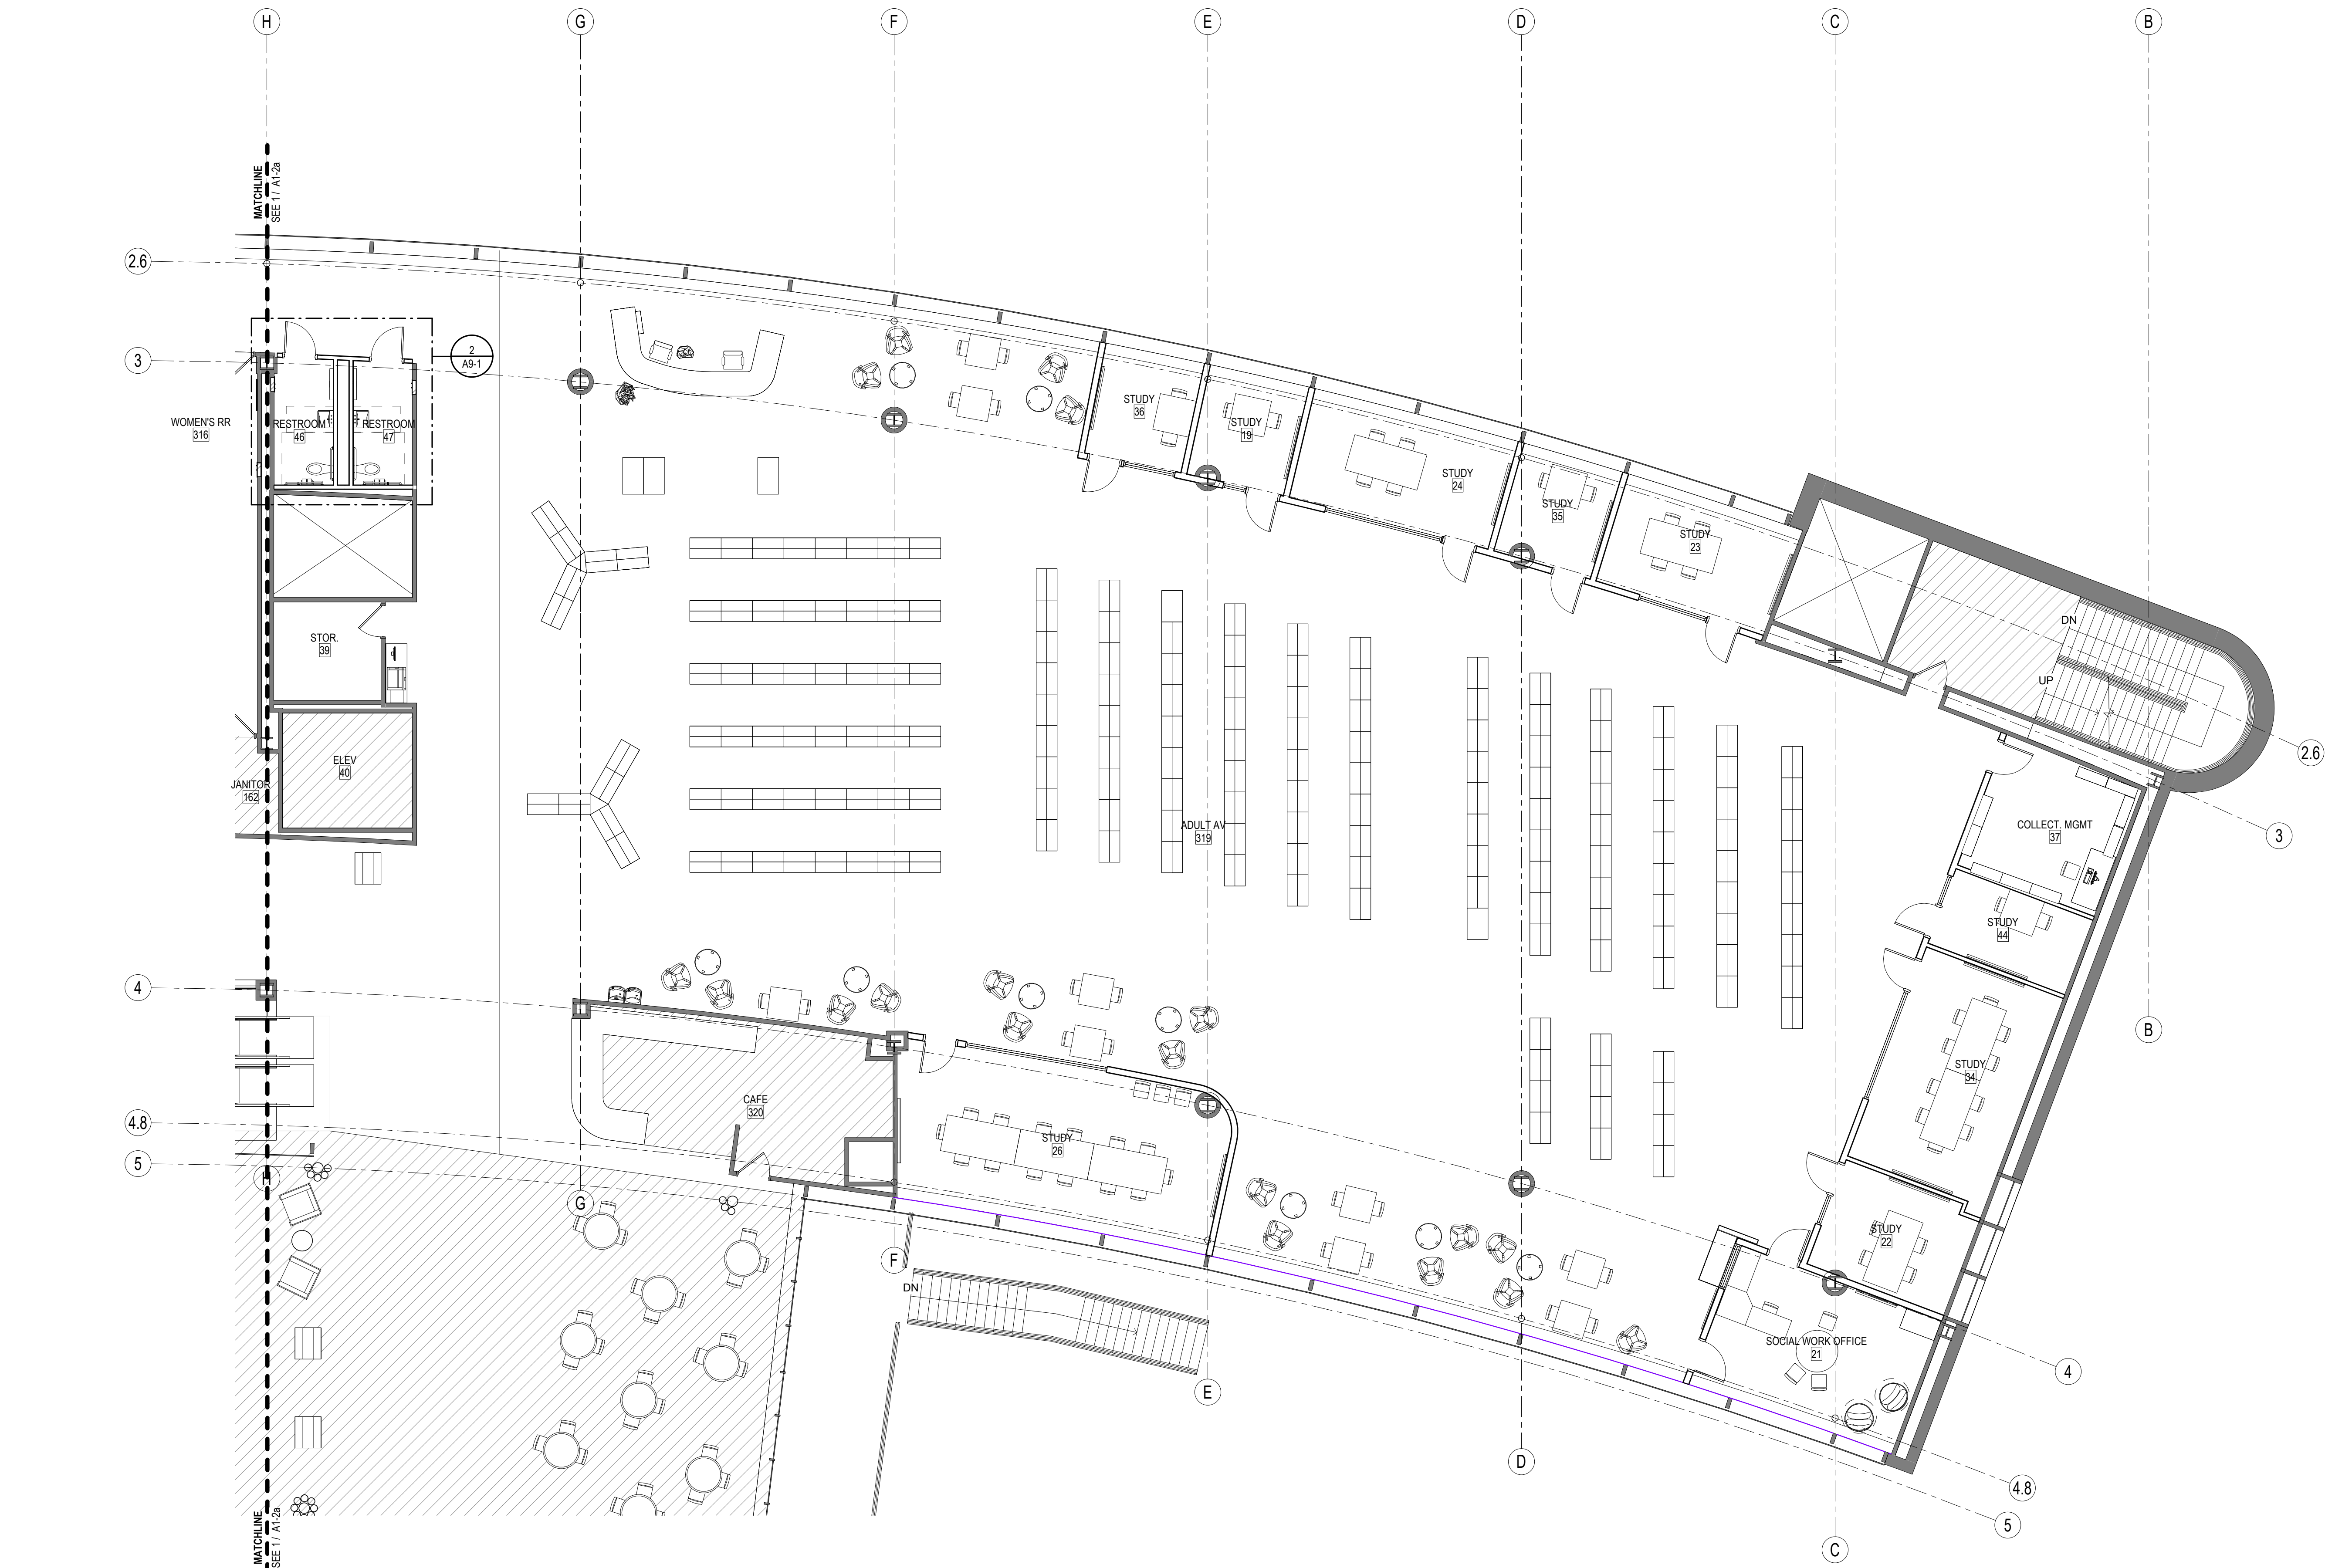 H
G
F
E
D
C
B
MATCHLINE
SEE 1 / A1-2a
2.6
3
2
A9-1
WOMEN'S RR
316
RESTROOM
46
RESTROOM
47
STUDY
36
STUDY
19
STUDY
24
STUDY
35
STUDY
23
DN
UP
STOR.
39
ELEV
40
JANITOR
162
2.6
ADULT AV
319
COLLECT. MGMT
37
3
STUDY
44
4
B
STUDY
34
CAFE
320
STUDY
26
4.8
5
H
G
F
STUDY
22
DN
SOCIAL WORK OFFICE
21
4
E
D
4.8
5
C
MATCHLINE
SEE 1 / A1-2a